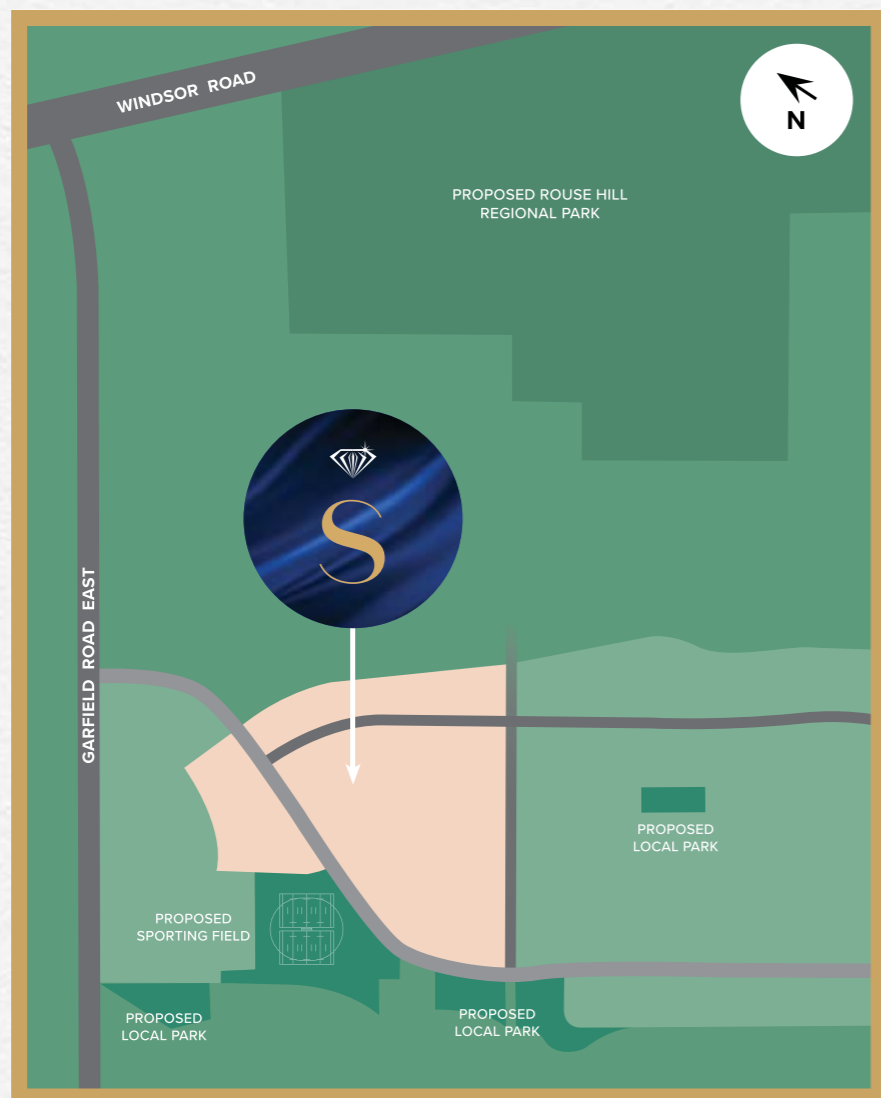 WINDSOR ROAD
N
PROPOSED ROUSE HILL
REGIONAL PARK
S
GARFIELD ROAD EAST
PROPOSED
LOCAL PARK
PROPOSED
SPORTING FIELD
PROPOSED
LOCAL PARK
PROPOSED
LOCAL PARK